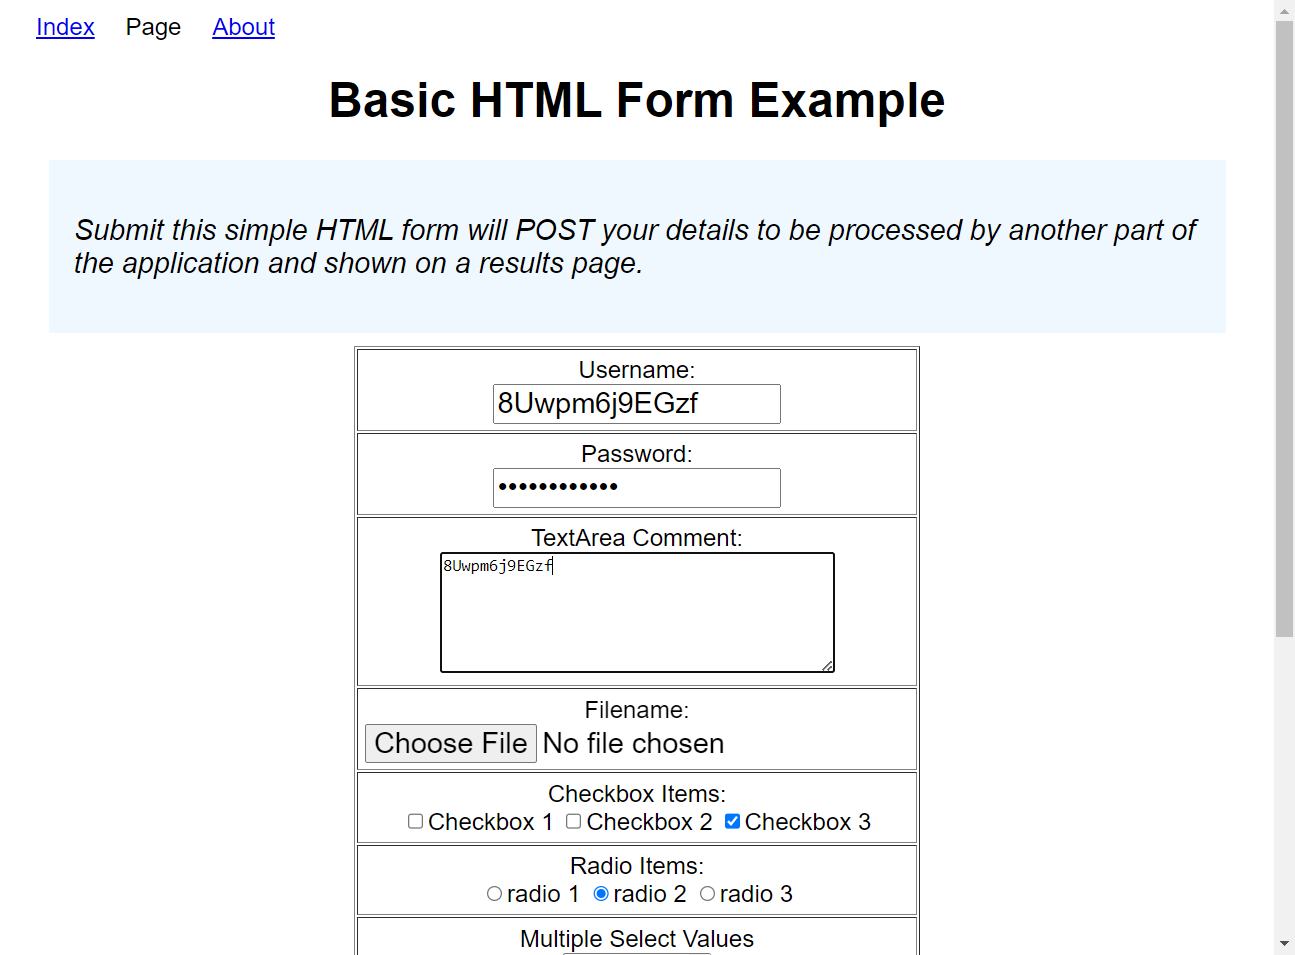 Index Page About
Basic HTML Form Example
Submit this simple HTML form will POST your details to be processed by another part of
the application and shown on a results page.
Username:
8Uwpm6j9EGzf
Password:
••••••••••••
TextArea Comment:
8Uwpm6j9EGzf
Filename:
Choose File No file chosen
Checkbox Items:
Checkbox 1 Checkbox 2 Checkbox 3
Radio Items:
radio 1 radio 2 radio 3
Multiple Select Values